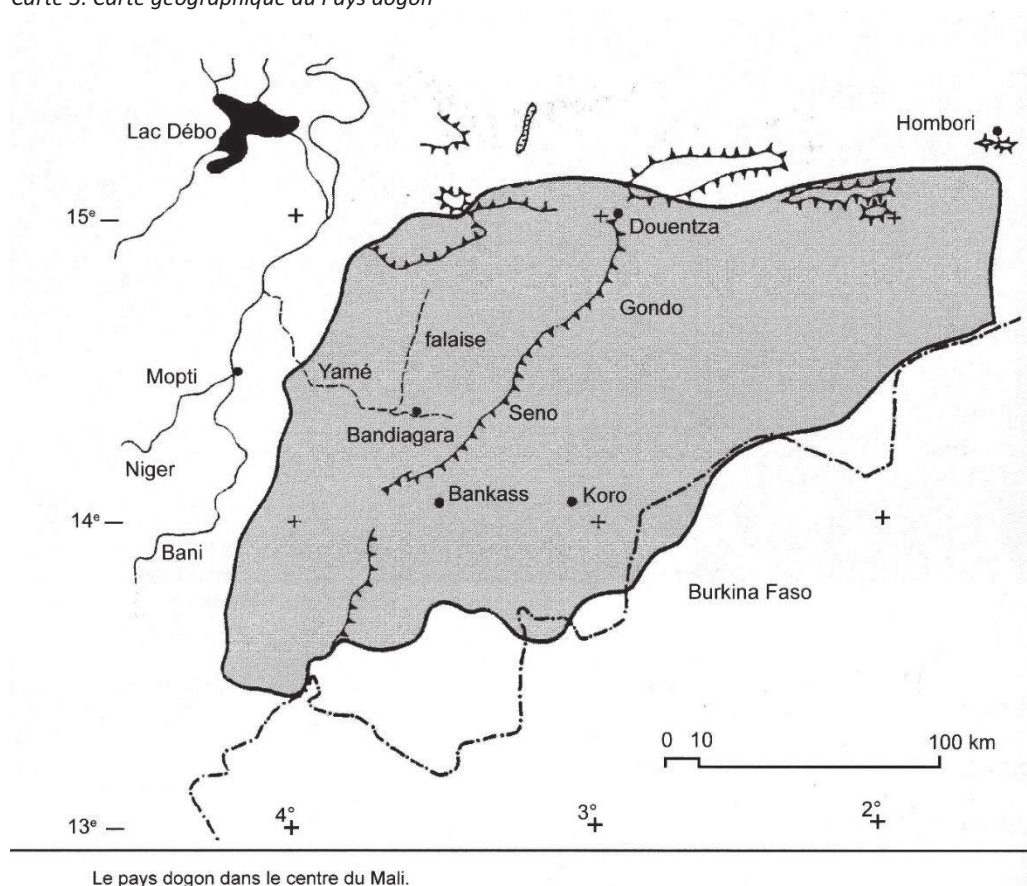 Carte 3: Carte géographique du Pays dogon
Lac Débo
Hombori
15e
Douentza
Gondo
falaise
Mopti
Yamé
Seno
Bandiagara
Niger
Bankass
Koro
14e
Bani
Burkina Faso
0 10 100 km
13e
4°
3°
2°
Le pays dogon dans le centre du Mali.